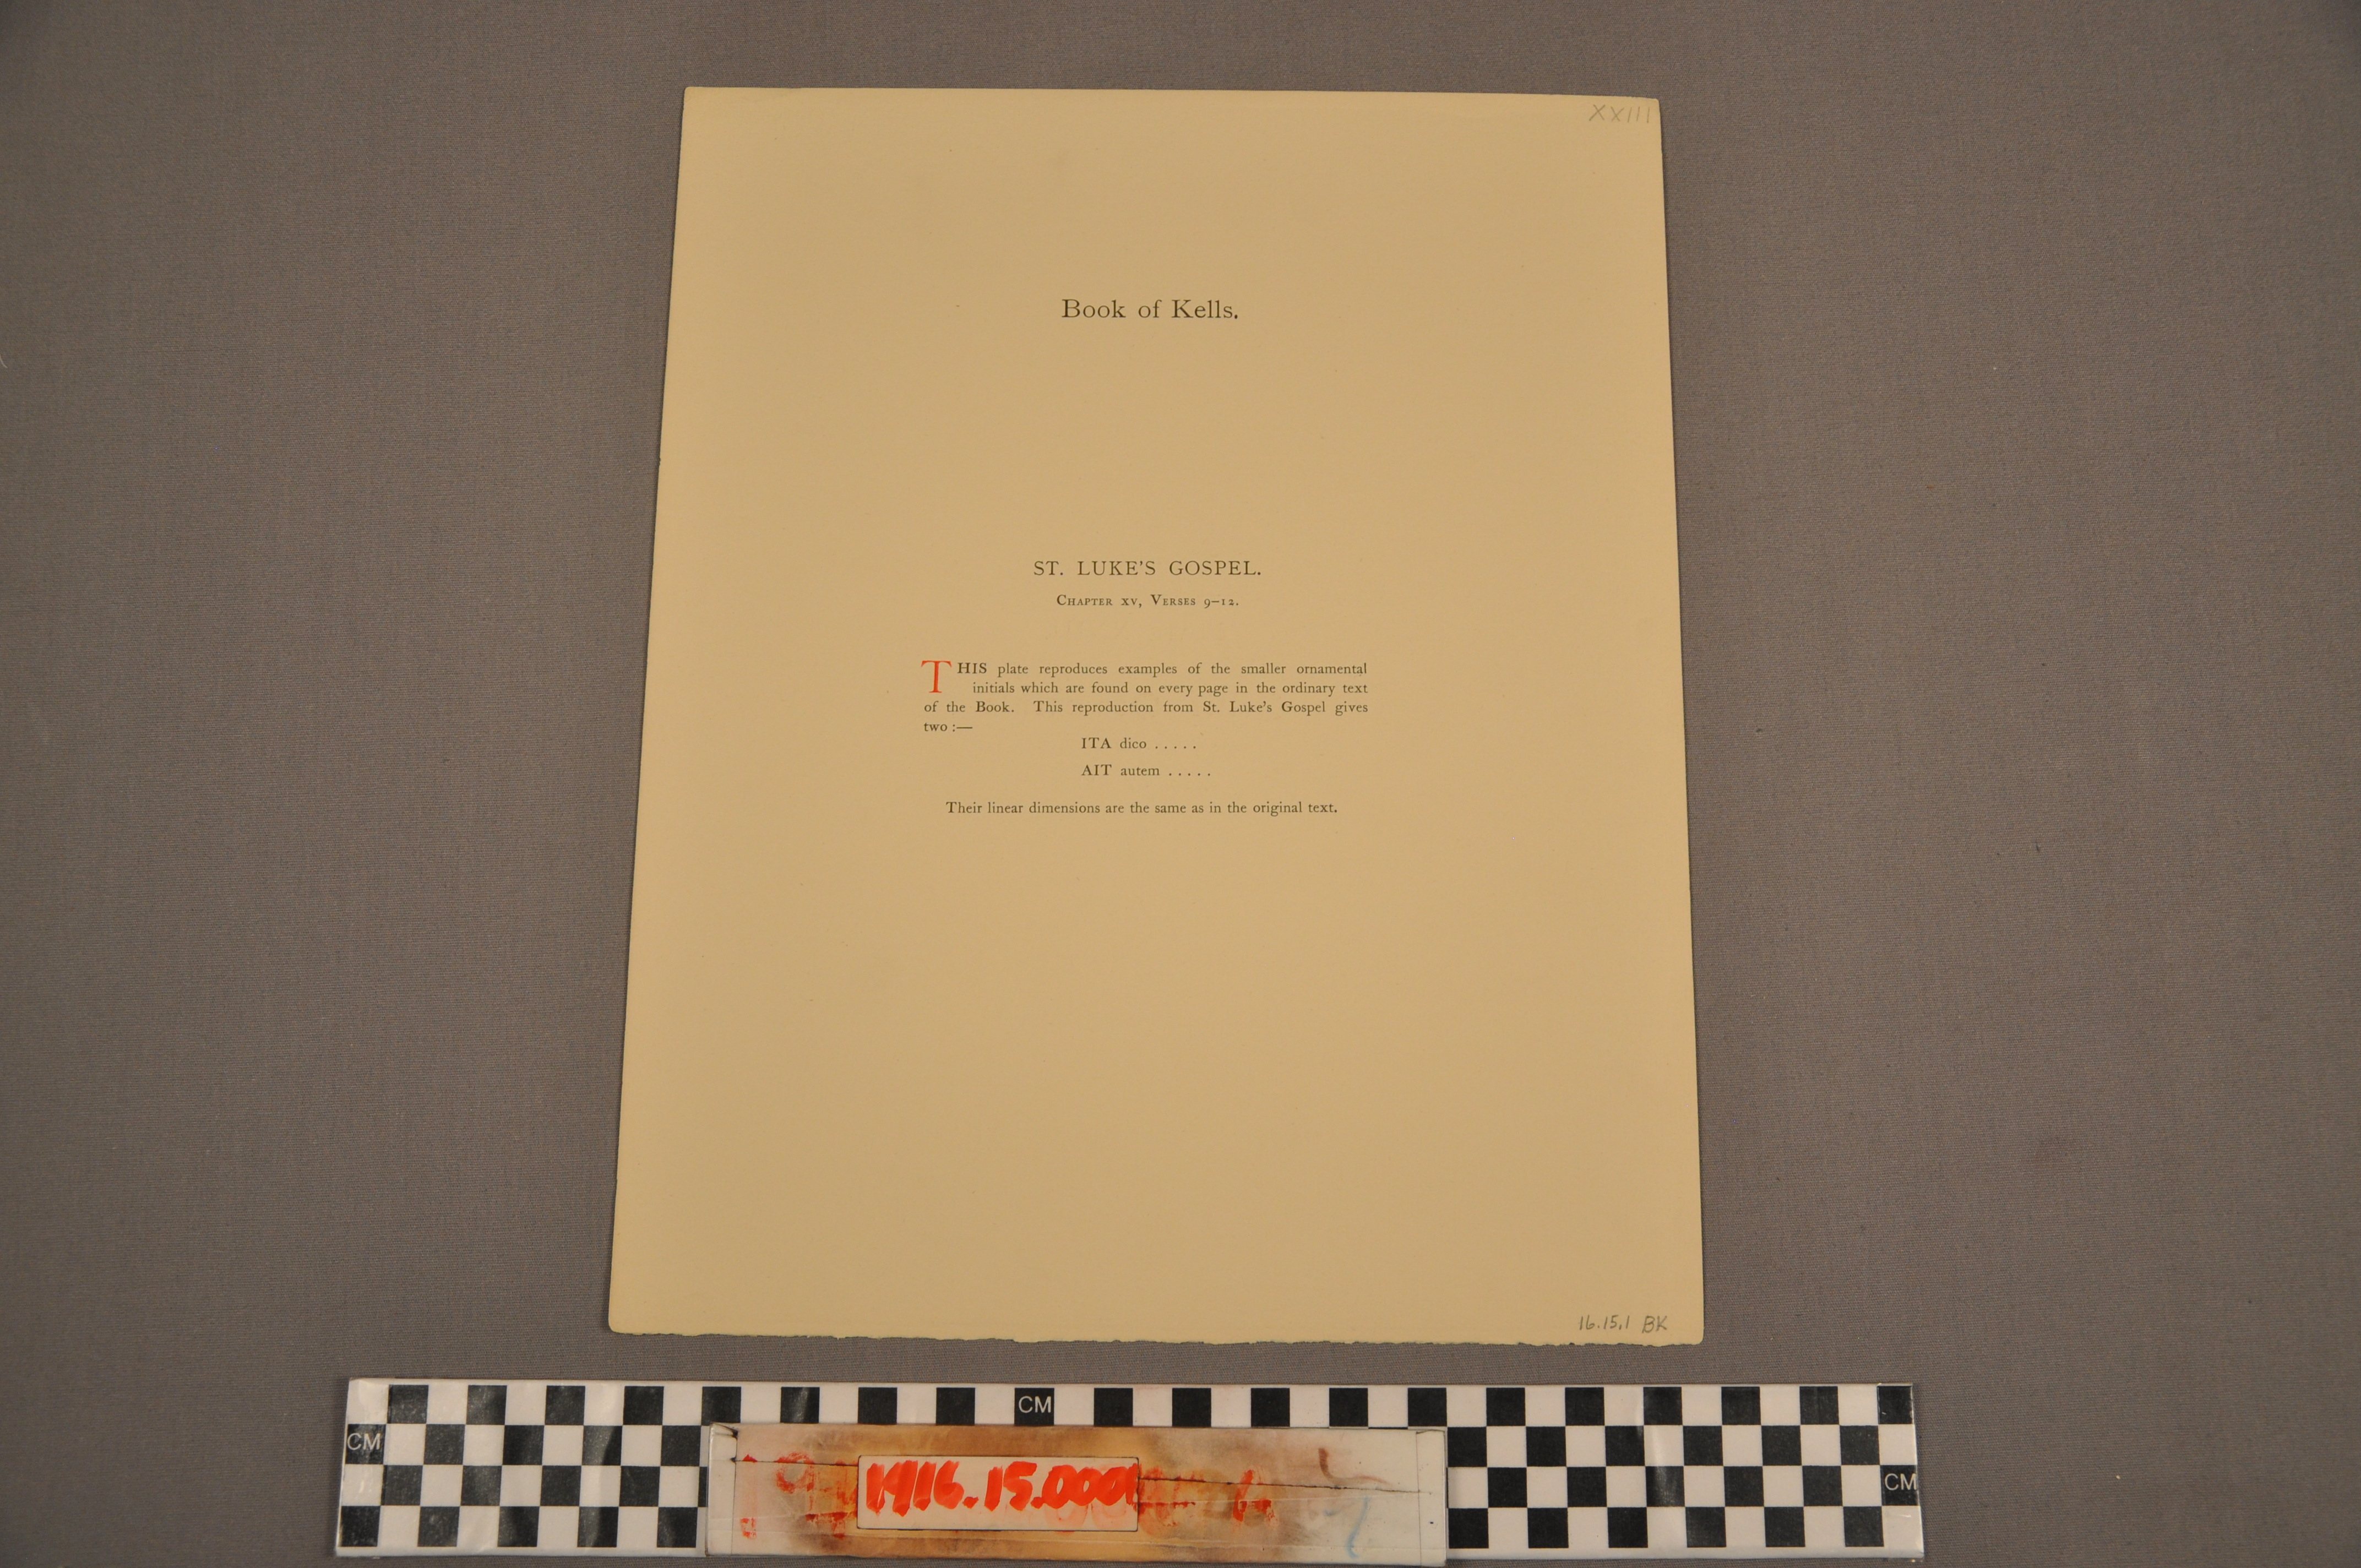 XXIII
Book of Kells.
ST. LUKE'S GOSPEL.
Chapter xv, Verses 9–12.
THIS plate reproduces examples of the smaller ornamental
initials which are found on every page in the ordinary text
of the Book. This reproduction from St. Luke's Gospel gives
two :—
ITA dico . . . . .
AIT autem . . . . .
Their linear dimensions are the same as in the original text.
16.15.1 BK
CM
CM
CM
1916.15.0001